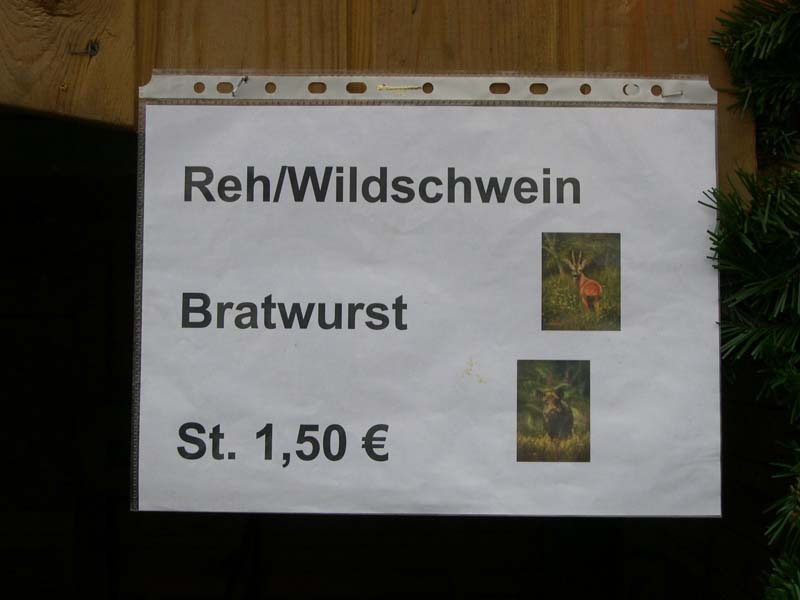 Reh/Wildschwein
Bratwurst
St. 1,50 €